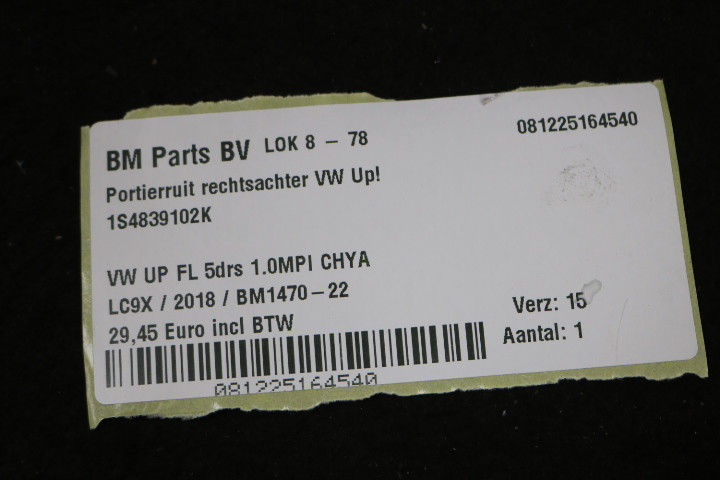 BM Parts BV LOK 8 - 78 081225164540
Portierruit rechtsachter VW Up!
1S4839102K
VW UP FL 5drs 1.0MPI CHYA
LC9X / 2018 / BM1470-22
29,45 Euro incl BTW
Verz: 15
Aantal: 1
081225164540